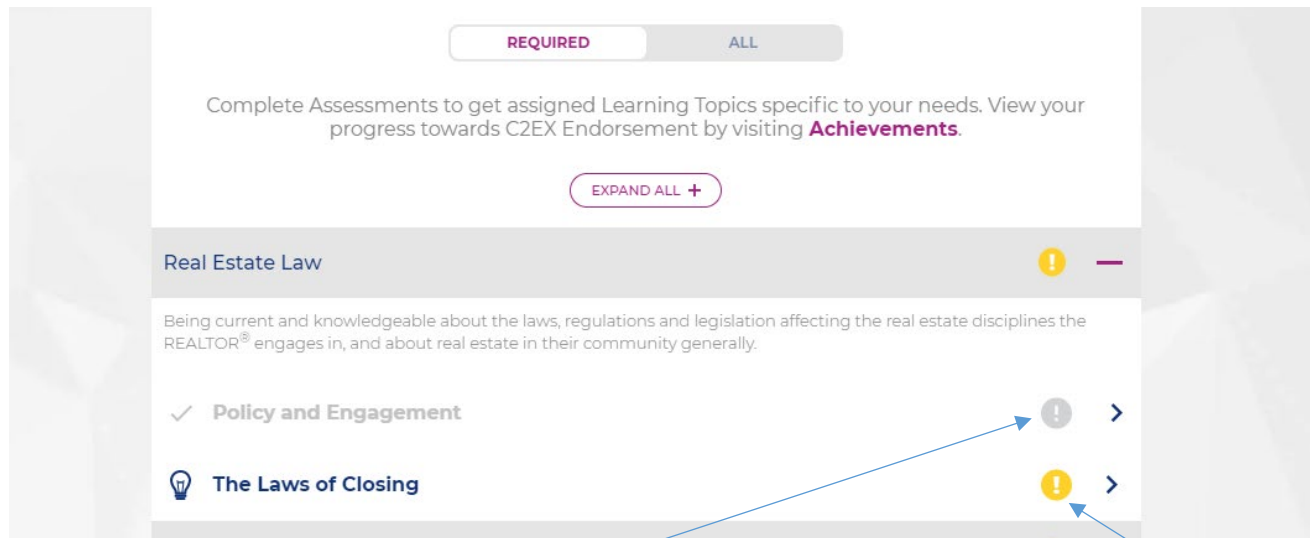 REQUIRED ALL
Complete Assessments to get assigned Learning Topics specific to your needs. View your
progress towards C2EX Endorsement by visiting Achievements.
EXPAND ALL +
Real Estate Law
Being current and knowledgeable about the laws, regulations and legislation affecting the real estate disciplines the
REALTOR® engages in, and about real estate in their community generally.
Policy and Engagement
The Laws of Closing